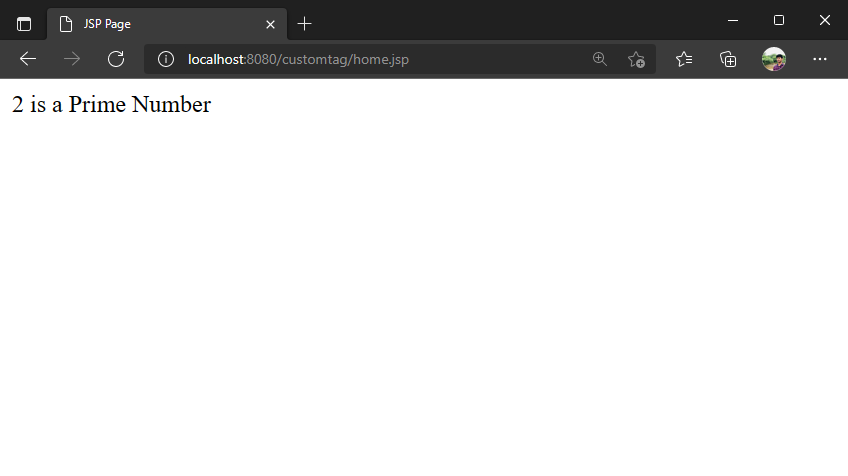 JSP Page
localhost:8080/customtag/home.jsp
2 is a Prime Number